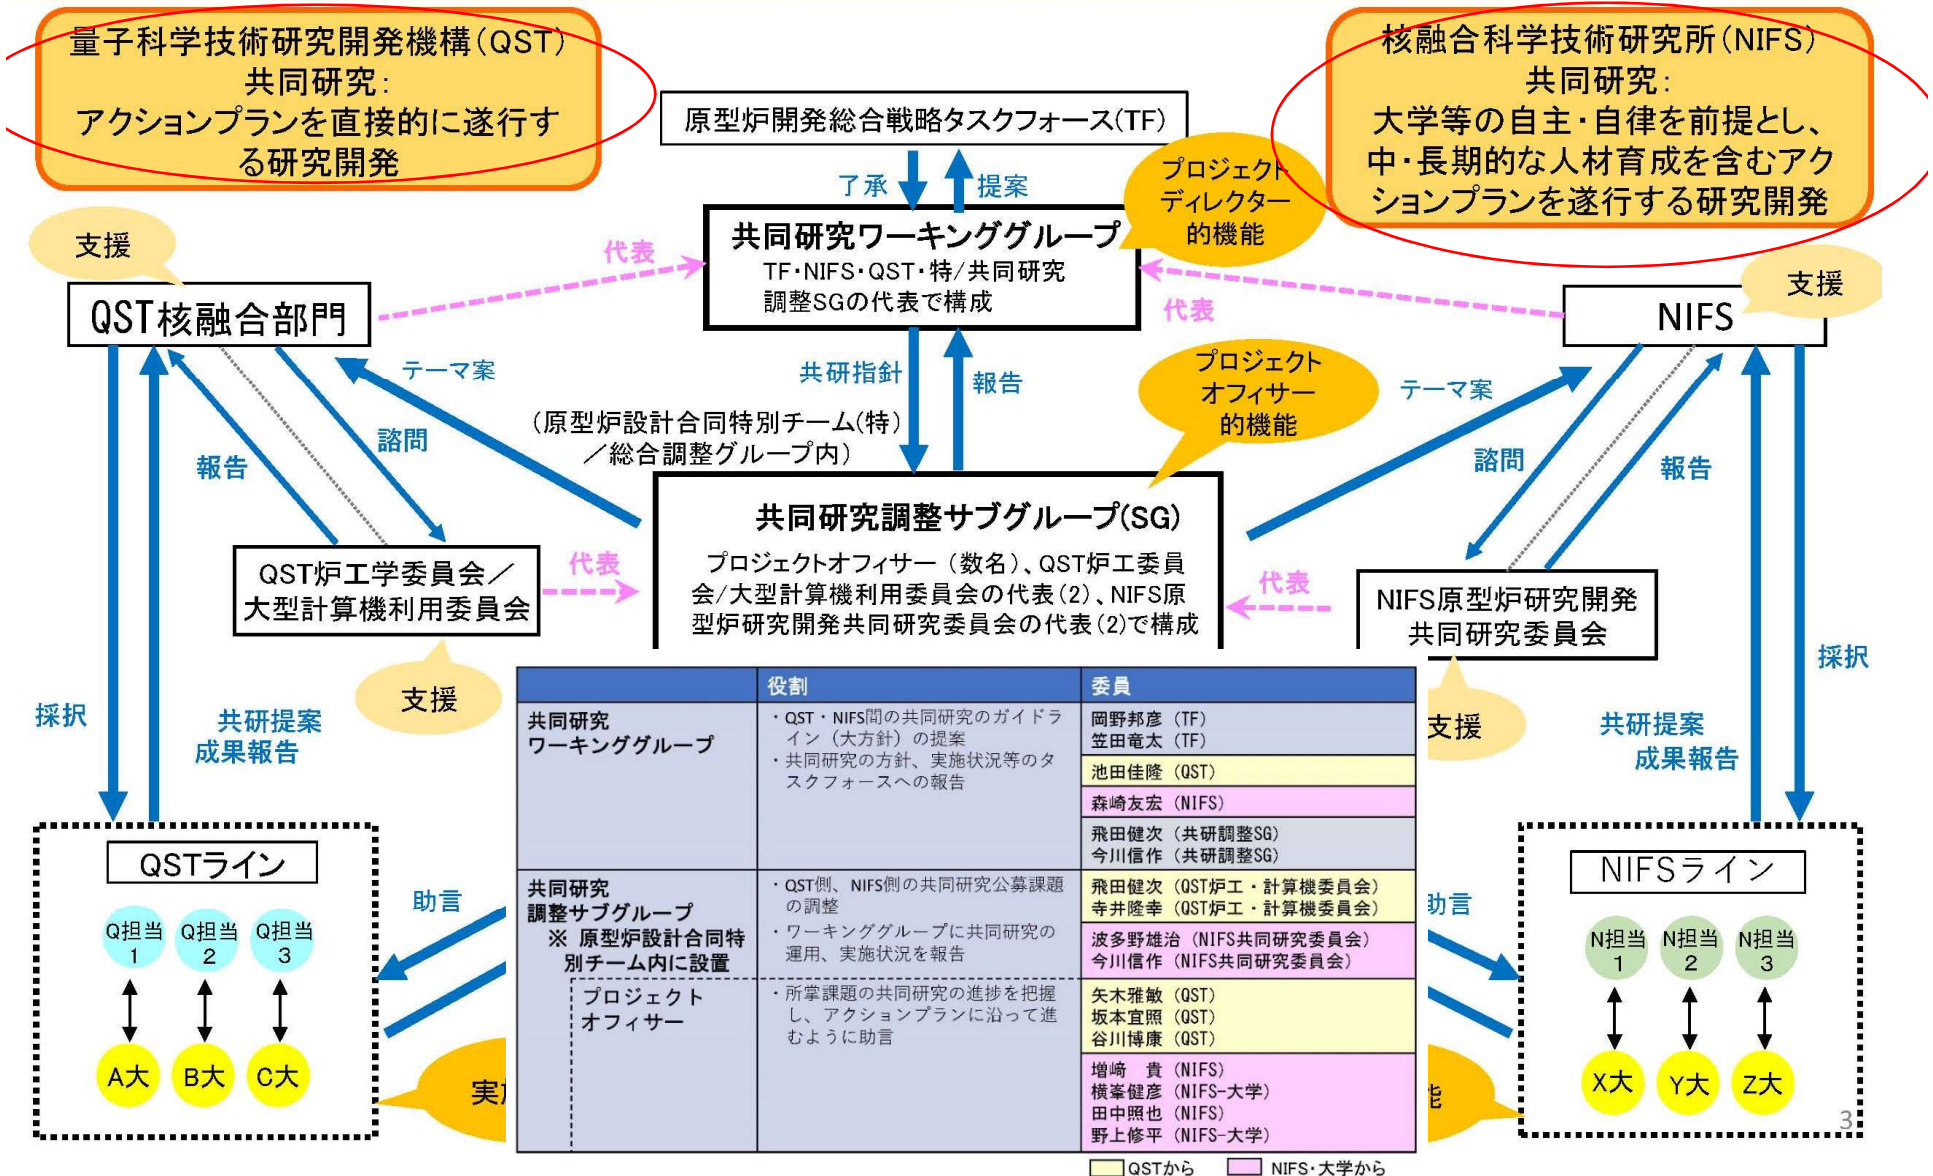 量子科学技術研究開発機構(QST)
共同研究:
アクションプランを直接的に遂行す
る研究開発
核融合科学技術研究所(NIFS)
共同研究:
大学等の自主・自律を前提とし、
中・長期的な人材育成を含むアク
ションプランを遂行する研究開発
原型炉開発総合戦略タスクフォース(TF)
了承
提案
プロジェクト
ディレクター
的機能
共同研究ワーキンググループ
TF・NIFS・QST・特/共同研究
調整SGの代表で構成
支援
代表
代表
支援
QST核融合部門
NIFS
テーマ案
共研指針
報告
プロジェクト
オフィサー
的機能
テーマ案
(原型炉設計合同特別チーム(特)
/総合調整グループ内)
報告
諮問
諮問
報告
共同研究調整サブグループ(SG)
プロジェクトオフィサー(数名)、QST炉工委員
会/大型計算機利用委員会の代表(2)、NIFS原
型炉研究開発共同研究委員会の代表(2)で構成
QST炉工学委員会/
大型計算機利用委員会
代表
代表
NIFS原型炉研究開発
共同研究委員会
支援
支援
採択
共研提案
成果報告
採択
共研提案
成果報告
役割
委員
共同研究
ワーキンググループ
・QST・NIFS間の共同研究のガイドラ
イン(大方針)の提案
・共同研究の方針、実施状況等のタ
スクフォースへの報告
岡野邦彦(TF)
笠田竜太(TF)
池田佳隆(QST)
森崎友宏(NIFS)
飛田健次(共研調整SG)
今川信作(共研調整SG)
共同研究
調整サブグループ
※ 原型炉設計合同特
別チーム内に設置
・QST側、NIFS側の共同研究公募課題
の調整
・ワーキンググループに共同研究の
運用、実施状況を報告
飛田健次(QST炉工・計算機委員会)
寺井隆幸(QST炉工・計算機委員会)
波多野雄治(NIFS共同研究委員会)
今川信作(NIFS共同研究委員会)
プロジェクト
オフィサー
・所掌課題の共同研究の進捗を把握
し、アクションプランに沿って進
むように助言
矢木雅敏(QST)
坂本宜照(QST)
谷川博康(QST)
増﨑 貴(NIFS)
横峯健彦(NIFS-大学)
田中照也(NIFS)
野上修平(NIFS-大学)
QSTから
NIFS・大学から
QSTライン
Q担当
1
Q担当
2
Q担当
3
A大
B大
C大
助言
実
助言
能
NIFSライン
N担当
1
N担当
2
N担当
3
X大
Y大
Z大
3